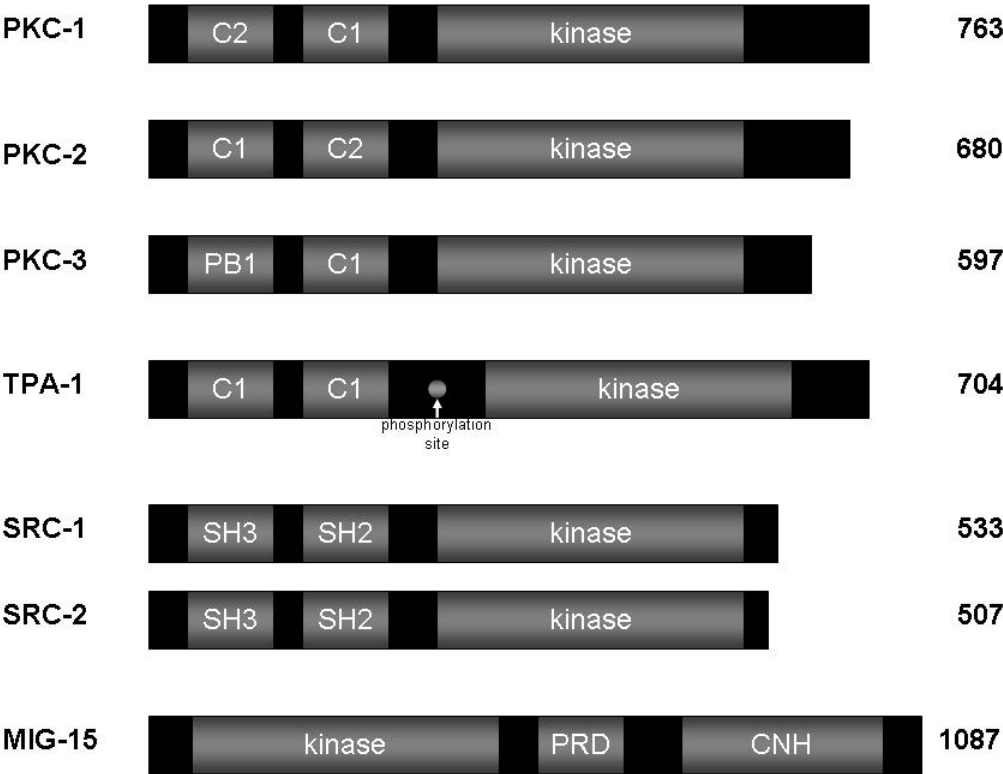 PKC-1 C2 C1 kinase 763
PKC-2 C1 C2 kinase 680
PKC-3 PB1 C1 kinase 597
TPA-1 C1 C1 kinase 704
phosphorylation
site
SRC-1 SH3 SH2 kinase 533
SRC-2 SH3 SH2 kinase 507
MIG-15 kinase PRD CNH 1087